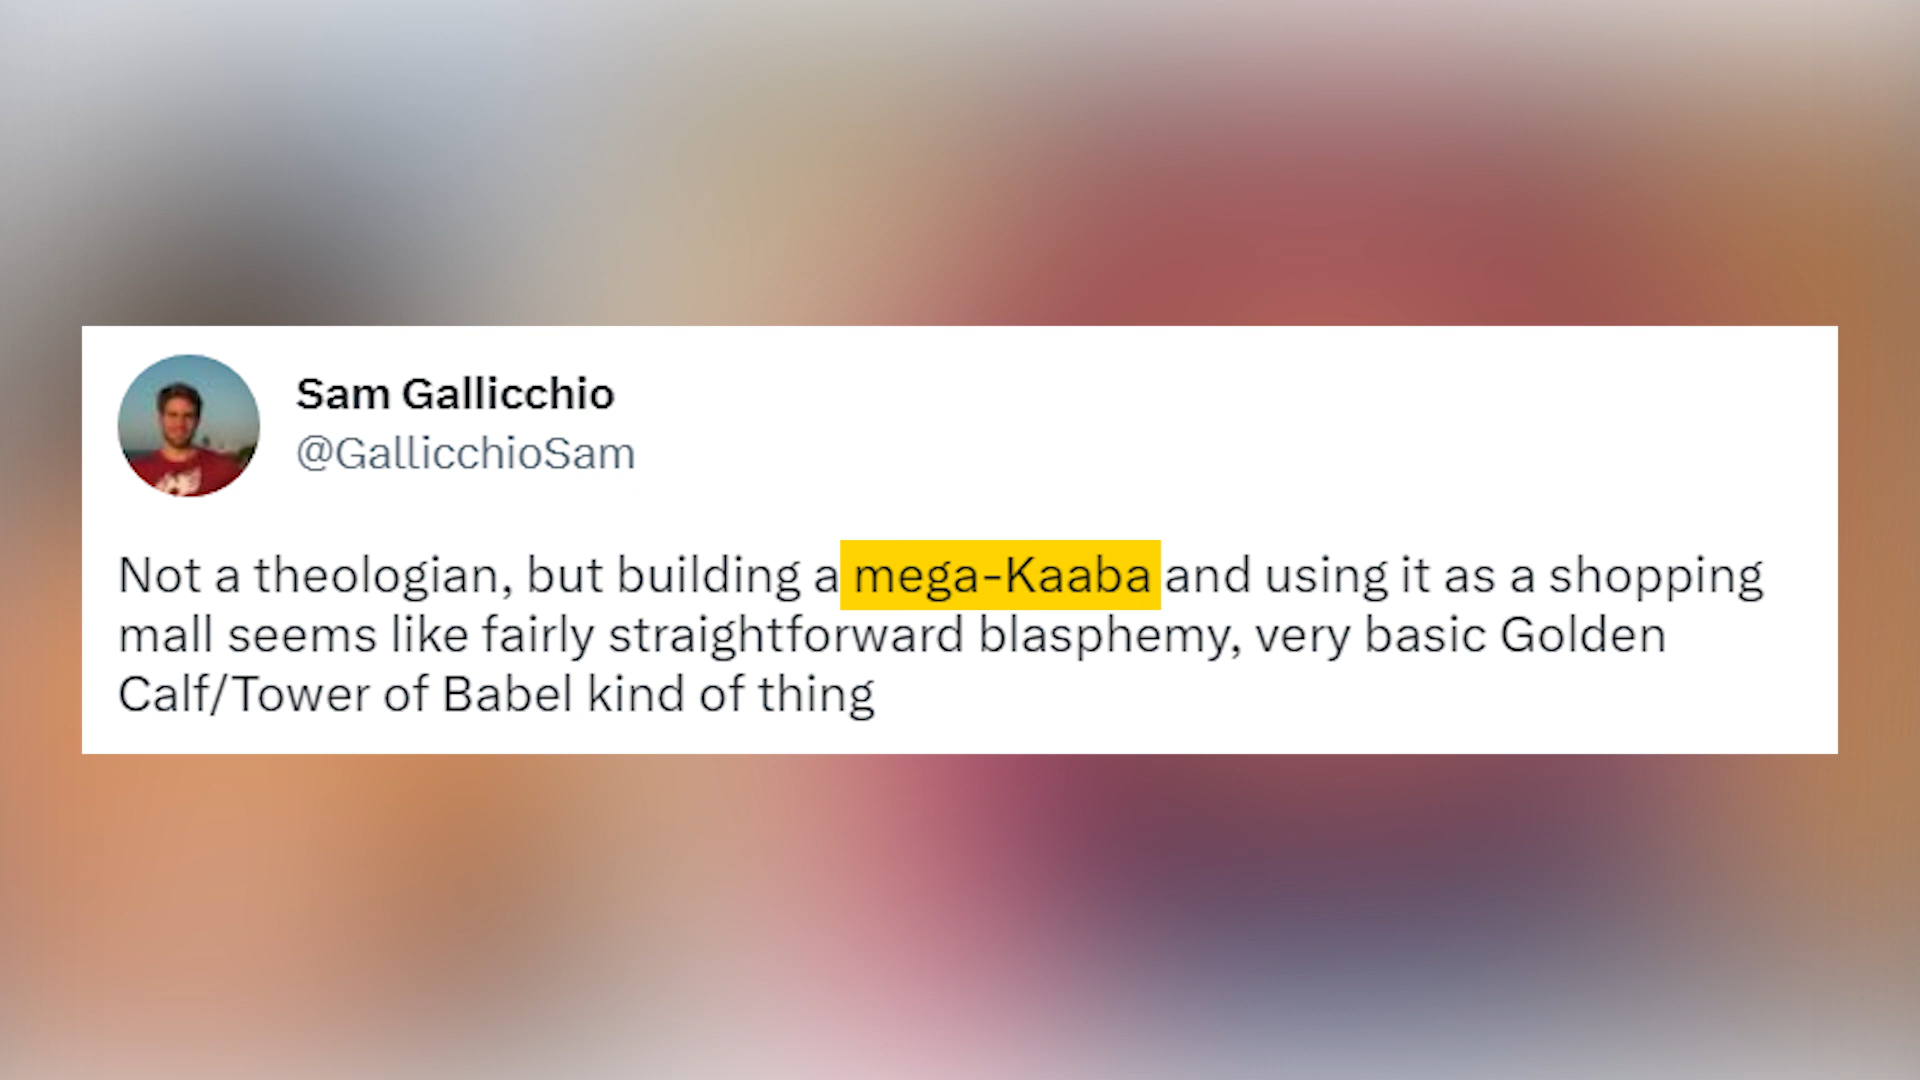 Sam Gallicchio
@GallicchioSam
Not a theologian, but building a mega-Kaaba and using it as a shopping
mall seems like fairly straightforward blasphemy, very basic Golden
Calf/Tower of Babel kind of thing